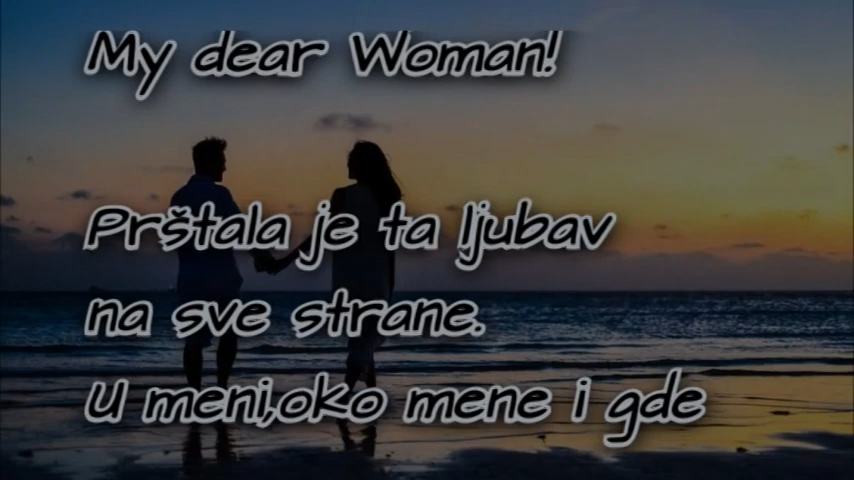 My dear Woman!
Prštala je ta ljubav
na sve strane.
U meni,oko mene i gde